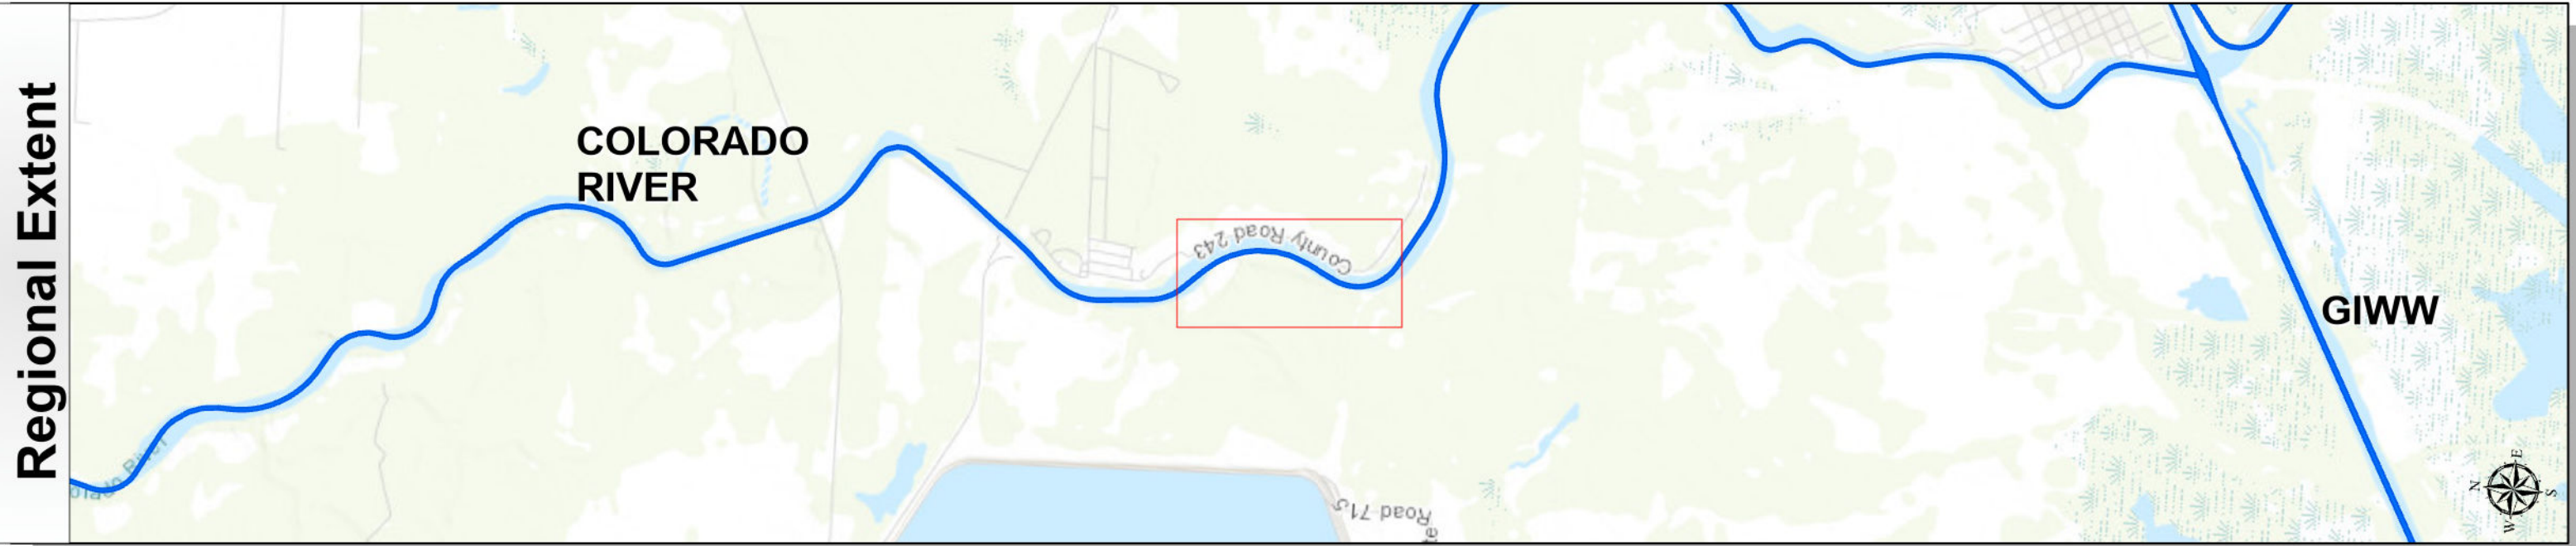 Regional Extent
COLORADO
RIVER
County Road 243
GIWW
Road 715
N
E
S
W